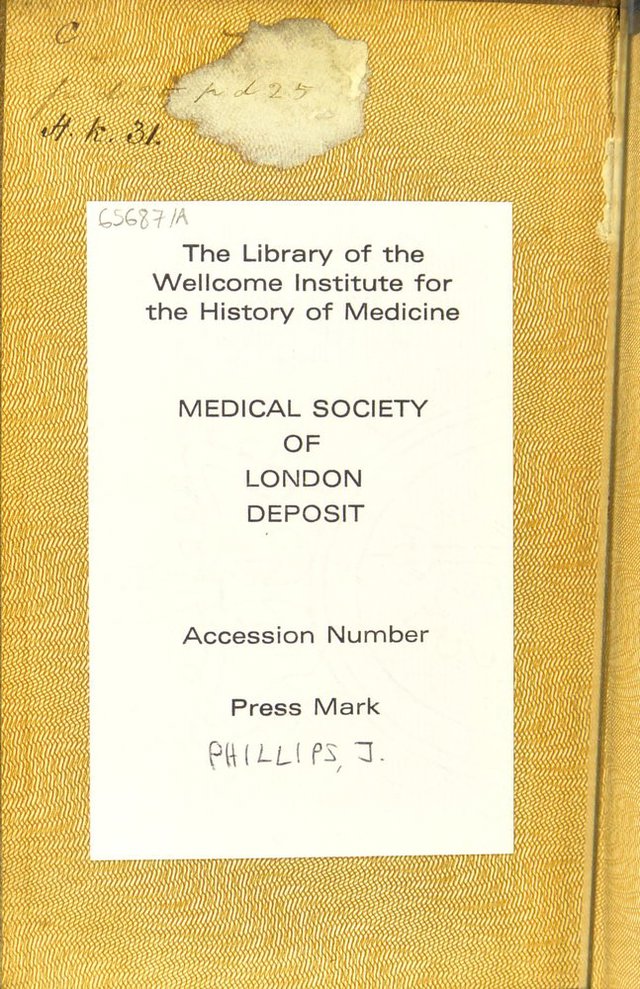 C
p d 25
H. k. 31.
65687/A
The Library of the
Wellcome Institute for
the History of Medicine
MEDICAL SOCIETY
OF
LONDON
DEPOSIT
Accession Number
Press Mark
PHILLIPS, J.